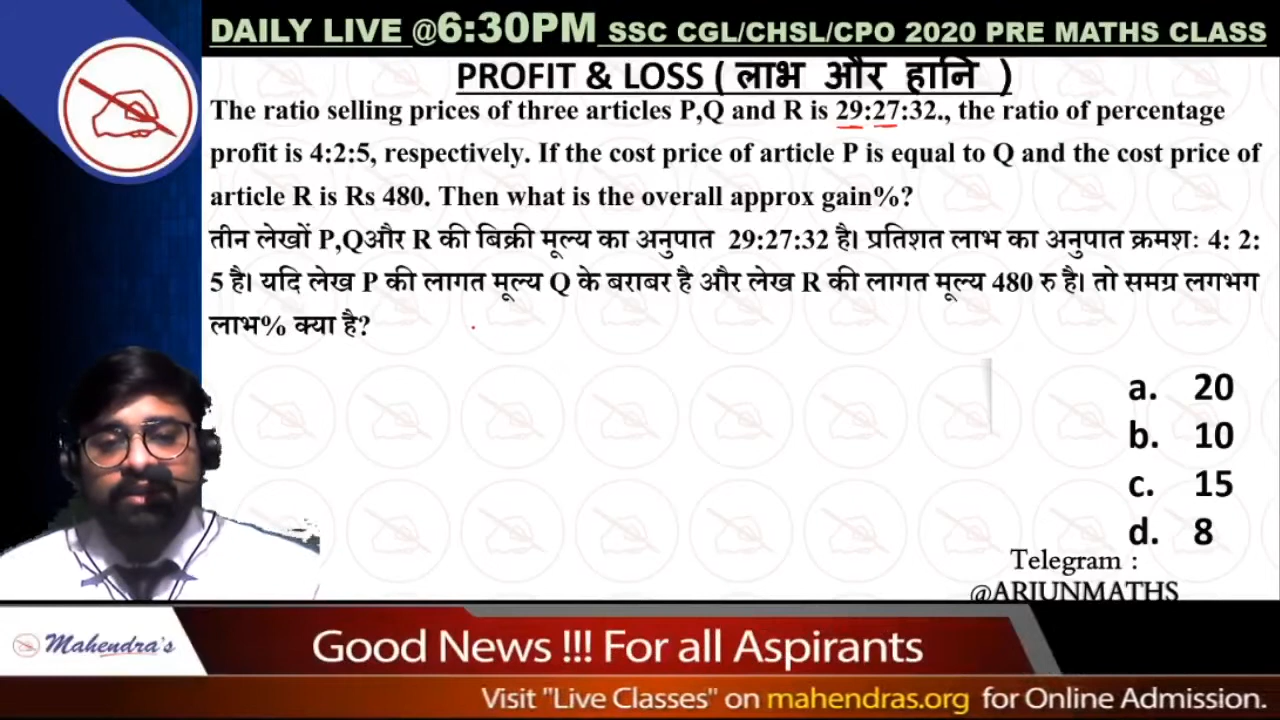 DAILY LIVE @6:30PM SSC CGL/CHSL/CPO 2020 PRE MATHS CLASS
PROFIT & LOSS ( लाभ और हानि )
The ratio selling prices of three articles P,Q and R is 29:27:32., the ratio of percentage
profit is 4:2:5, respectively. If the cost price of article P is equal to Q and the cost price of
article R is Rs 480. Then what is the overall approx gain%?
तीन लेखों P,Qऔर R की बिक्री मूल्य का अनुपात 29:27:32 है। प्रतिशत लाभ का अनुपात क्रमशः 4: 2:
5 है। यदि लेख P की लागत मूल्य Q के बराबर है और लेख R की लागत मूल्य 480 रु है। तो समग्र लगभग
लाभ% क्या है?
a. 20
b. 10
c. 15
d. 8
Telegram :
@ARJUNMATHS
Mahendra's
Good News !!! For all Aspirants
Visit "Live Classes" on mahendras.org for Online Admission.